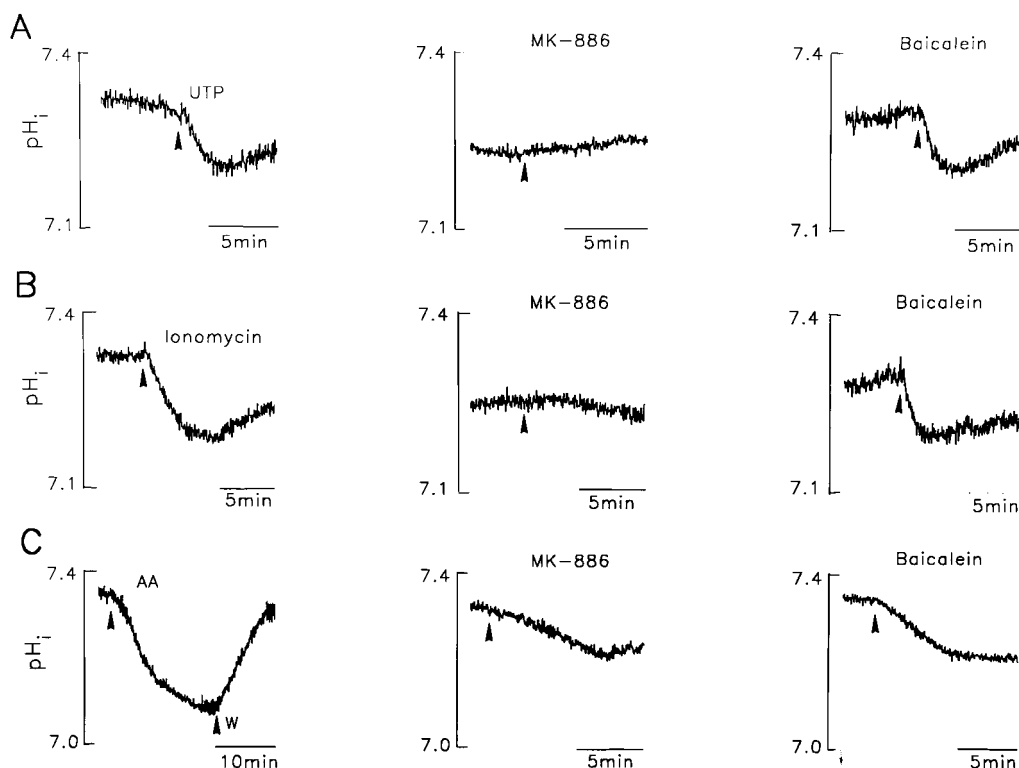 A
MK-886
Baicalein
7.4
7.4
7.4
UTP
pHi
7.1
7.1
7.1
5min
5min
5min
B
MK-886
Baicalein
7.4
7.4
7.4
Ionomycin
pHi
7.1
7.1
7.1
5min
5min
5min
C
MK-886
Baicalein
7.4
7.4
7.4
AA
pHi
W
7.0
7.0
7.0
10min
5min
5min